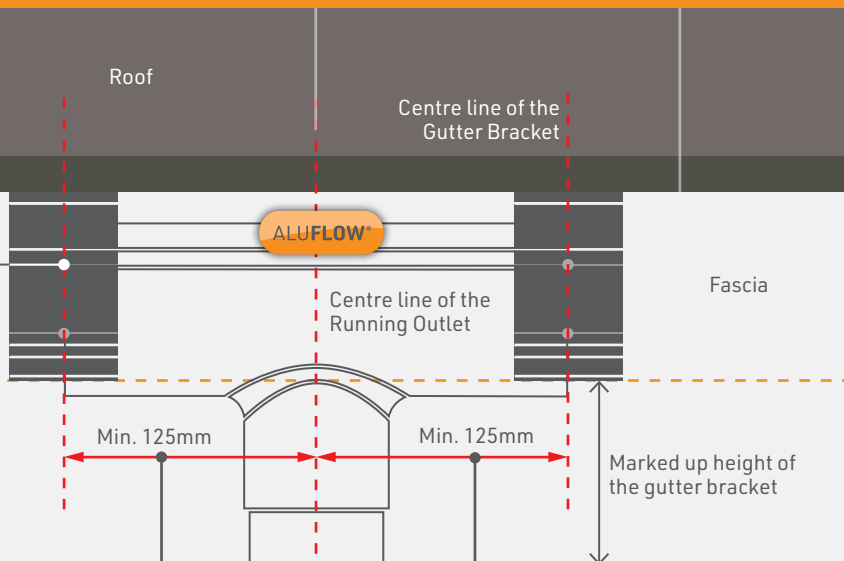 Roof
Centre line of the
Gutter Bracket
ALUFLOW®
Centre line of the
Running Outlet
Fascia
Min. 125mm
Min. 125mm
Marked up height of
the gutter bracket